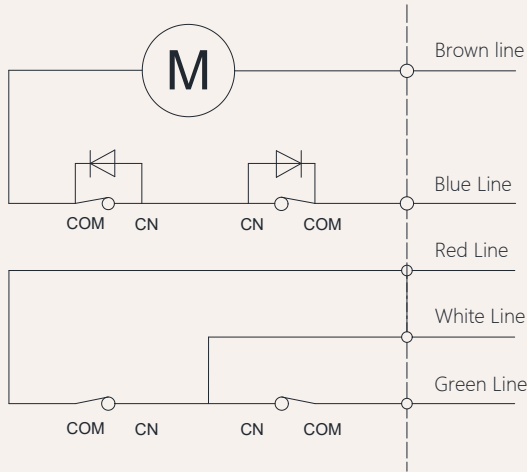 M
Brown line
Blue Line
COM CN CN COM
Red Line
White Line
Green Line
COM CN CN COM